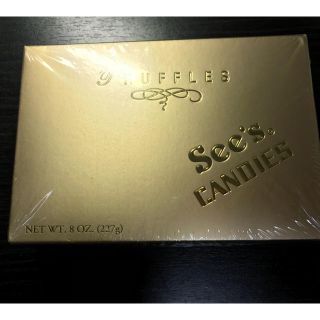 TRUFFLES
See's
CANDIES
NET WT. 8 OZ. (227g)